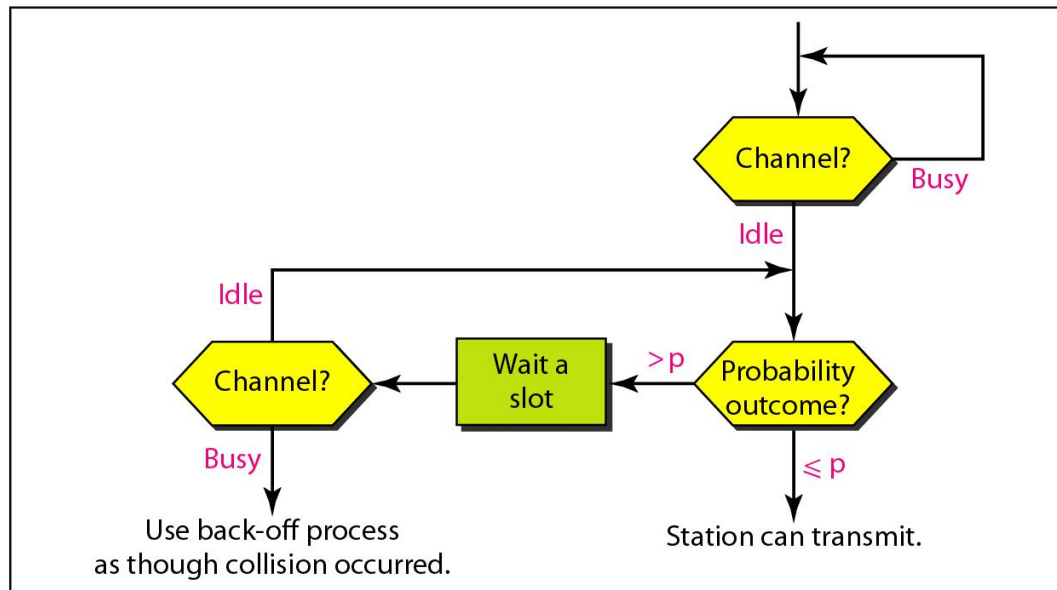 Channel?
Busy
Idle
Idle
Channel?
Wait a
slot
> p
Probability
outcome?
Busy
⩽ p
Use back-off process
as though collision occurred.
Station can transmit.